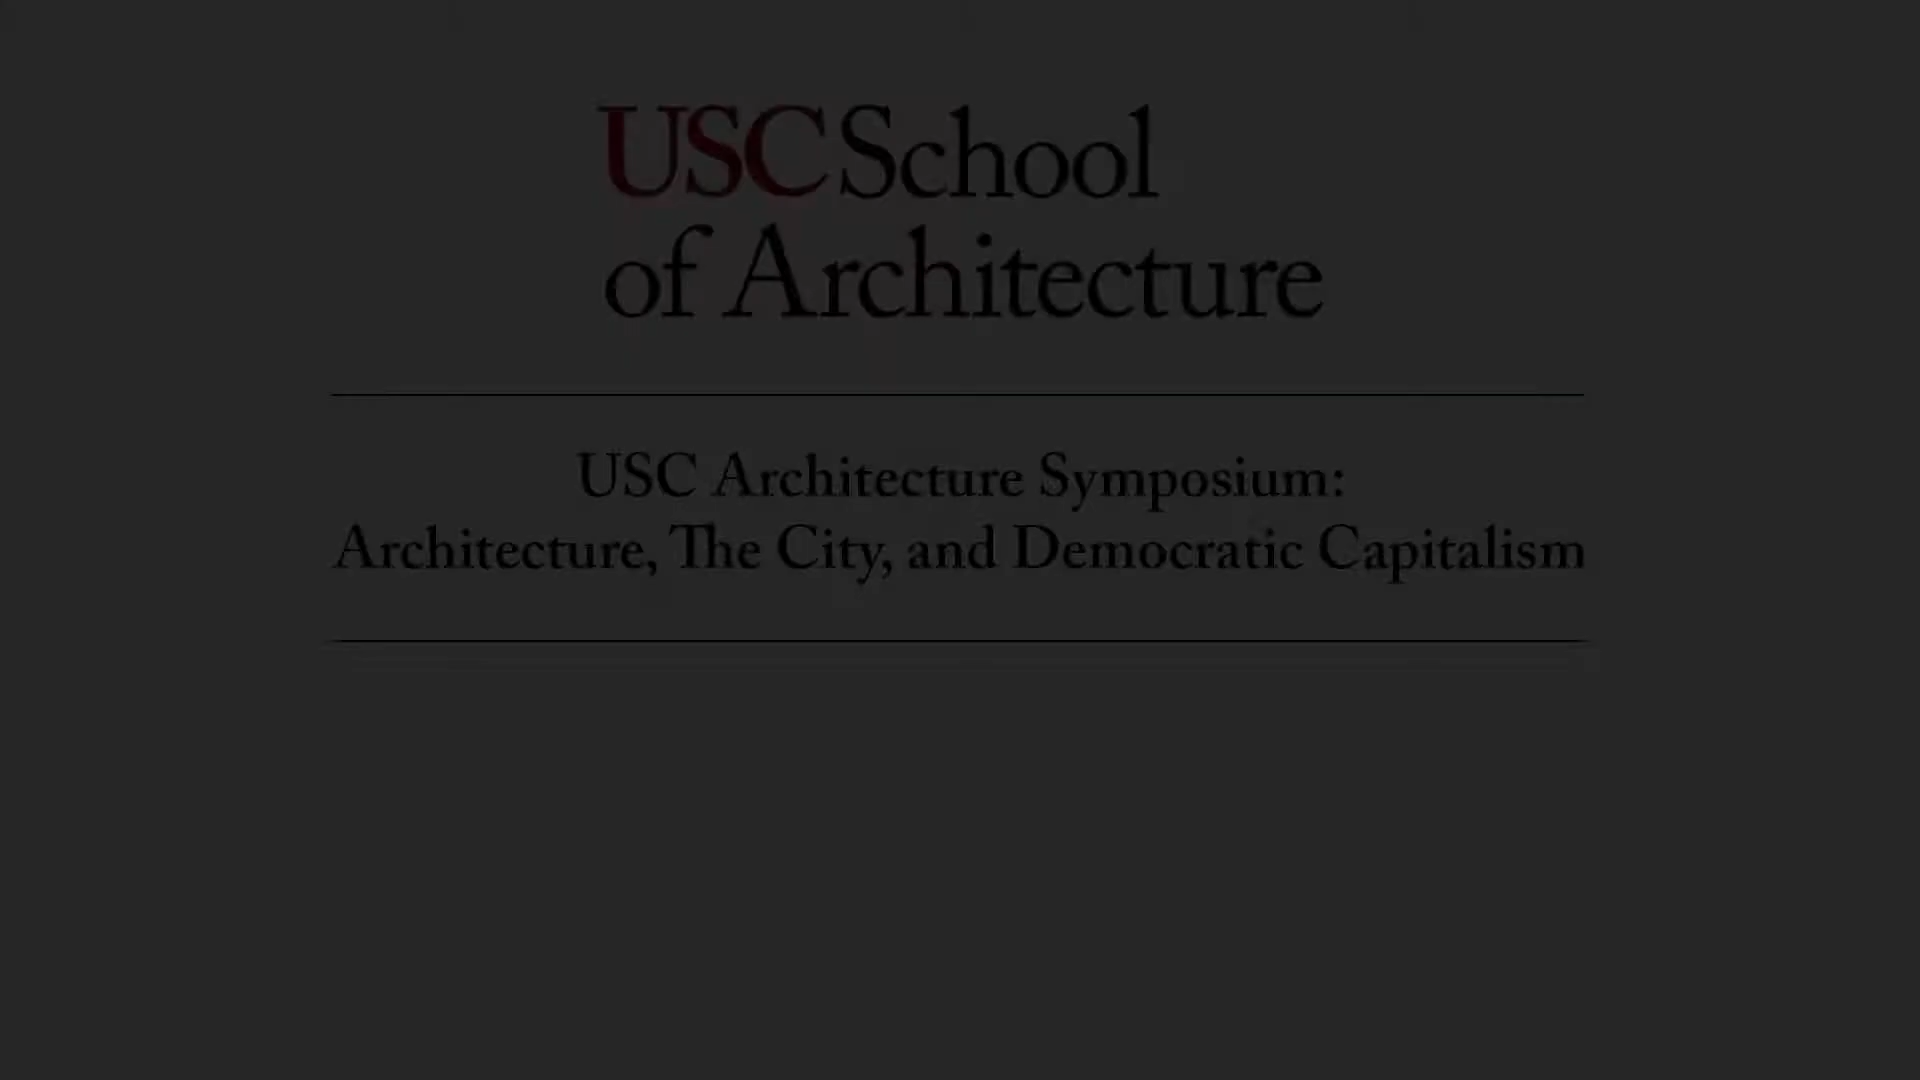 USC School
of Architecture
USC Architecture Symposium:
Architecture, The City, and Democratic Capitalism